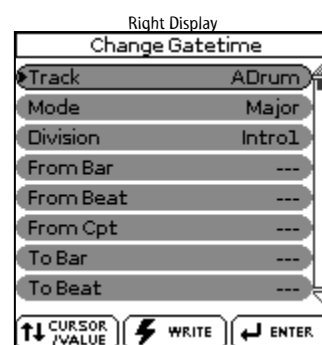 Right Display
Change Gatetime
Track ADrum
Mode Major
Division Intro1
From Bar ---
From Beat ---
From Cpt ---
To Bar ---
To Beat ---
CURSOR /VALUE WRITE ENTER